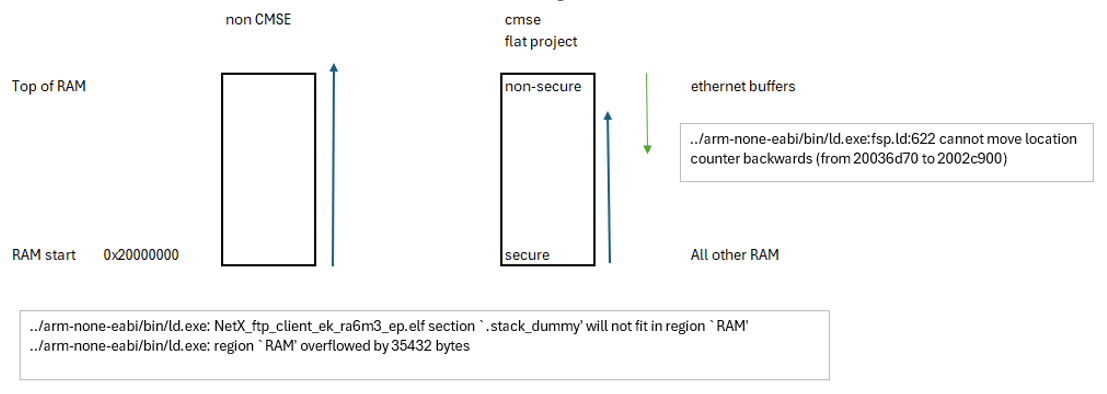 non CMSE
cmse
flat project
Top of RAM
non-secure
ethernet buffers
../arm-none-eabi/bin/ld.exe:fsp.ld:622 cannot move location
counter backwards (from 20036d70 to 2002c900)
RAM start 0x20000000
secure
All other RAM
../arm-none-eabi/bin/ld.exe: NetX_ftp_client_ek_ra6m3_ep.elf section `.stack_dummy' will not fit in region `RAM'
../arm-none-eabi/bin/ld.exe: region `RAM' overflowed by 35432 bytes